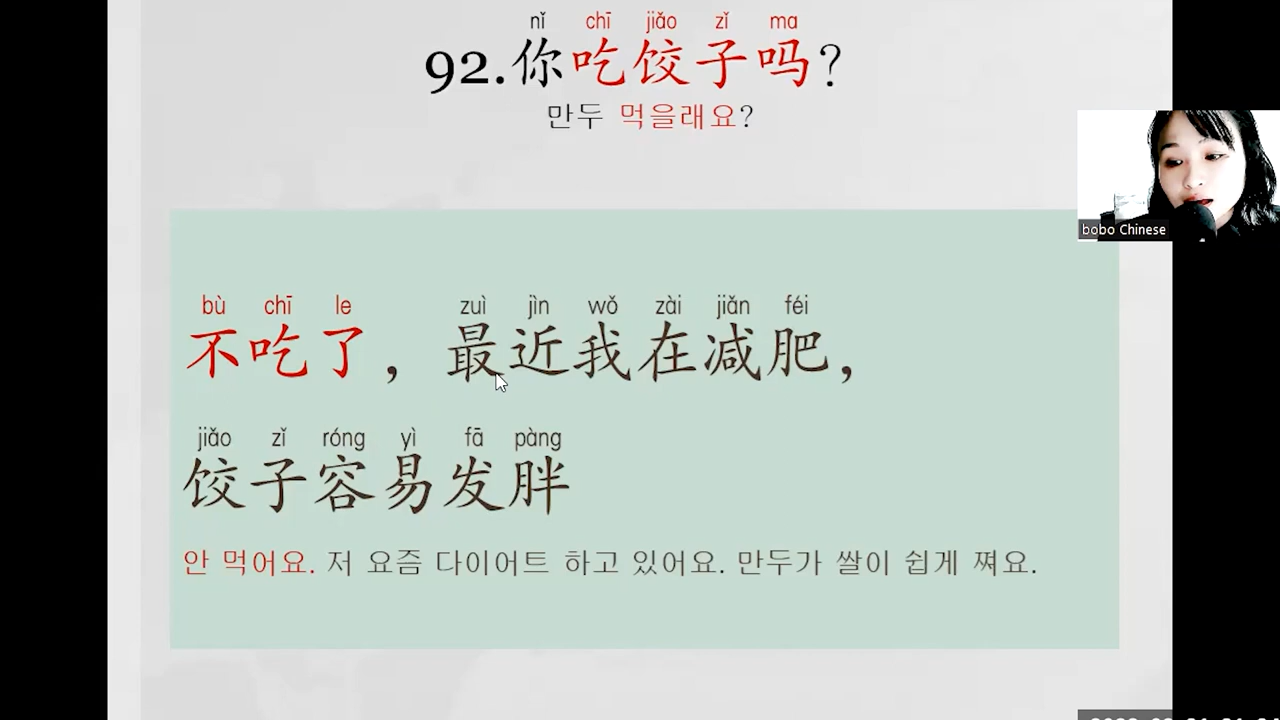 nǐ chī jiǎo zǐ ma
92.你吃饺子吗?
만두 먹을래요?
bobo Chinese
bù chī le zuì jìn wǒ zài jiǎn féi
不吃了，最近我在减肥，
jiǎo zǐ róng yì fā pàng
饺子容易发胖
안 먹어요. 저 요즘 다이어트 하고 있어요. 만두가 쌀이 쉽게 쪄요.